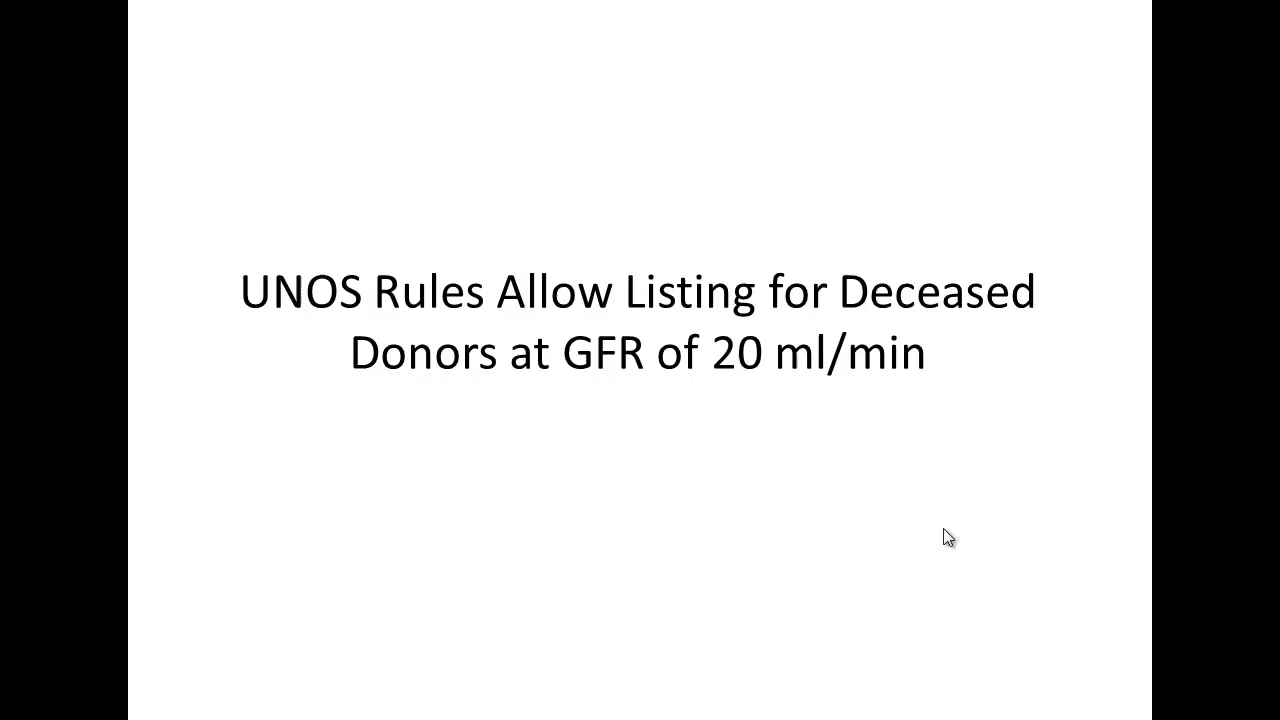 UNOS Rules Allow Listing for Deceased
Donors at GFR of 20 ml/min